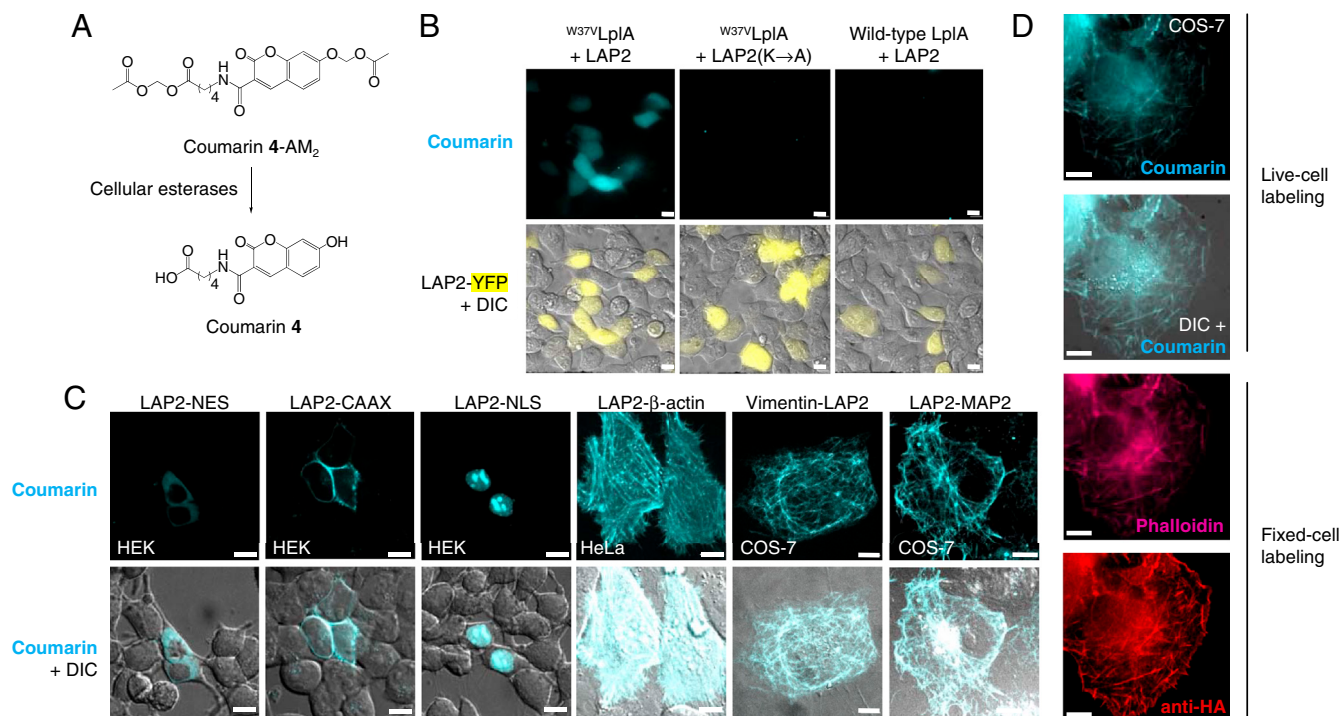 A
O
O
O
O
O
4
HN
O
O
O
O
O
O
Coumarin 4-AM₂
Cellular esterases
HO
O
4
HN
O
O
O
OH
Coumarin 4
B
W37VLplA
+ LAP2
W37VLplA
+ LAP2(K→A)
Wild-type LplA
+ LAP2
Coumarin
LAP2-YFP
+ DIC
C
LAP2-NES
LAP2-CAAX
LAP2-NLS
LAP2-β-actin
Vimentin-LAP2
LAP2-MAP2
Coumarin
HEK
HEK
HEK
HeLa
COS-7
COS-7
Coumarin
+ DIC
D
COS-7
Coumarin
DIC +
Coumarin
Live-cell
labeling
Phalloidin
anti-HA
Fixed-cell
labeling